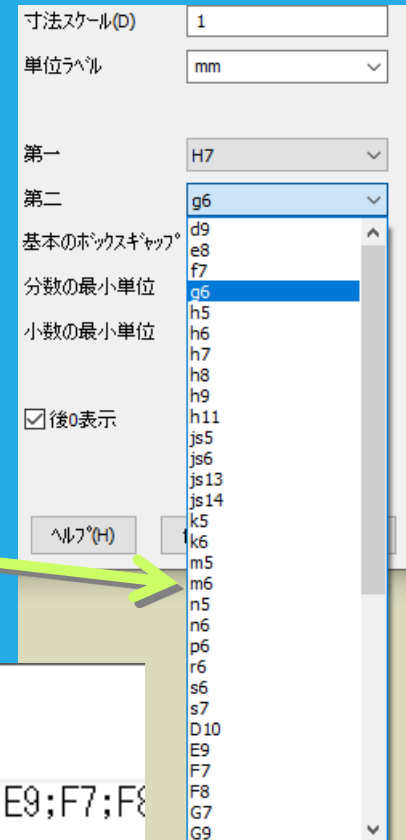 寸法スケール(D) 1
単位ラベル mm
第一 H7
第二 g6
基本のボックスギャップ
分数の最小単位
小数の最小単位
☑後0表示
ヘルプ(H)
d9
e8
f7
g6
h5
h6
h7
h8
h9
h11
js5
js6
js13
js14
k5
k6
m5
m6
n5
n6
p6
r6
s6
s7
D10
E9
F7
F8
G7
G9
E9;F7;F8